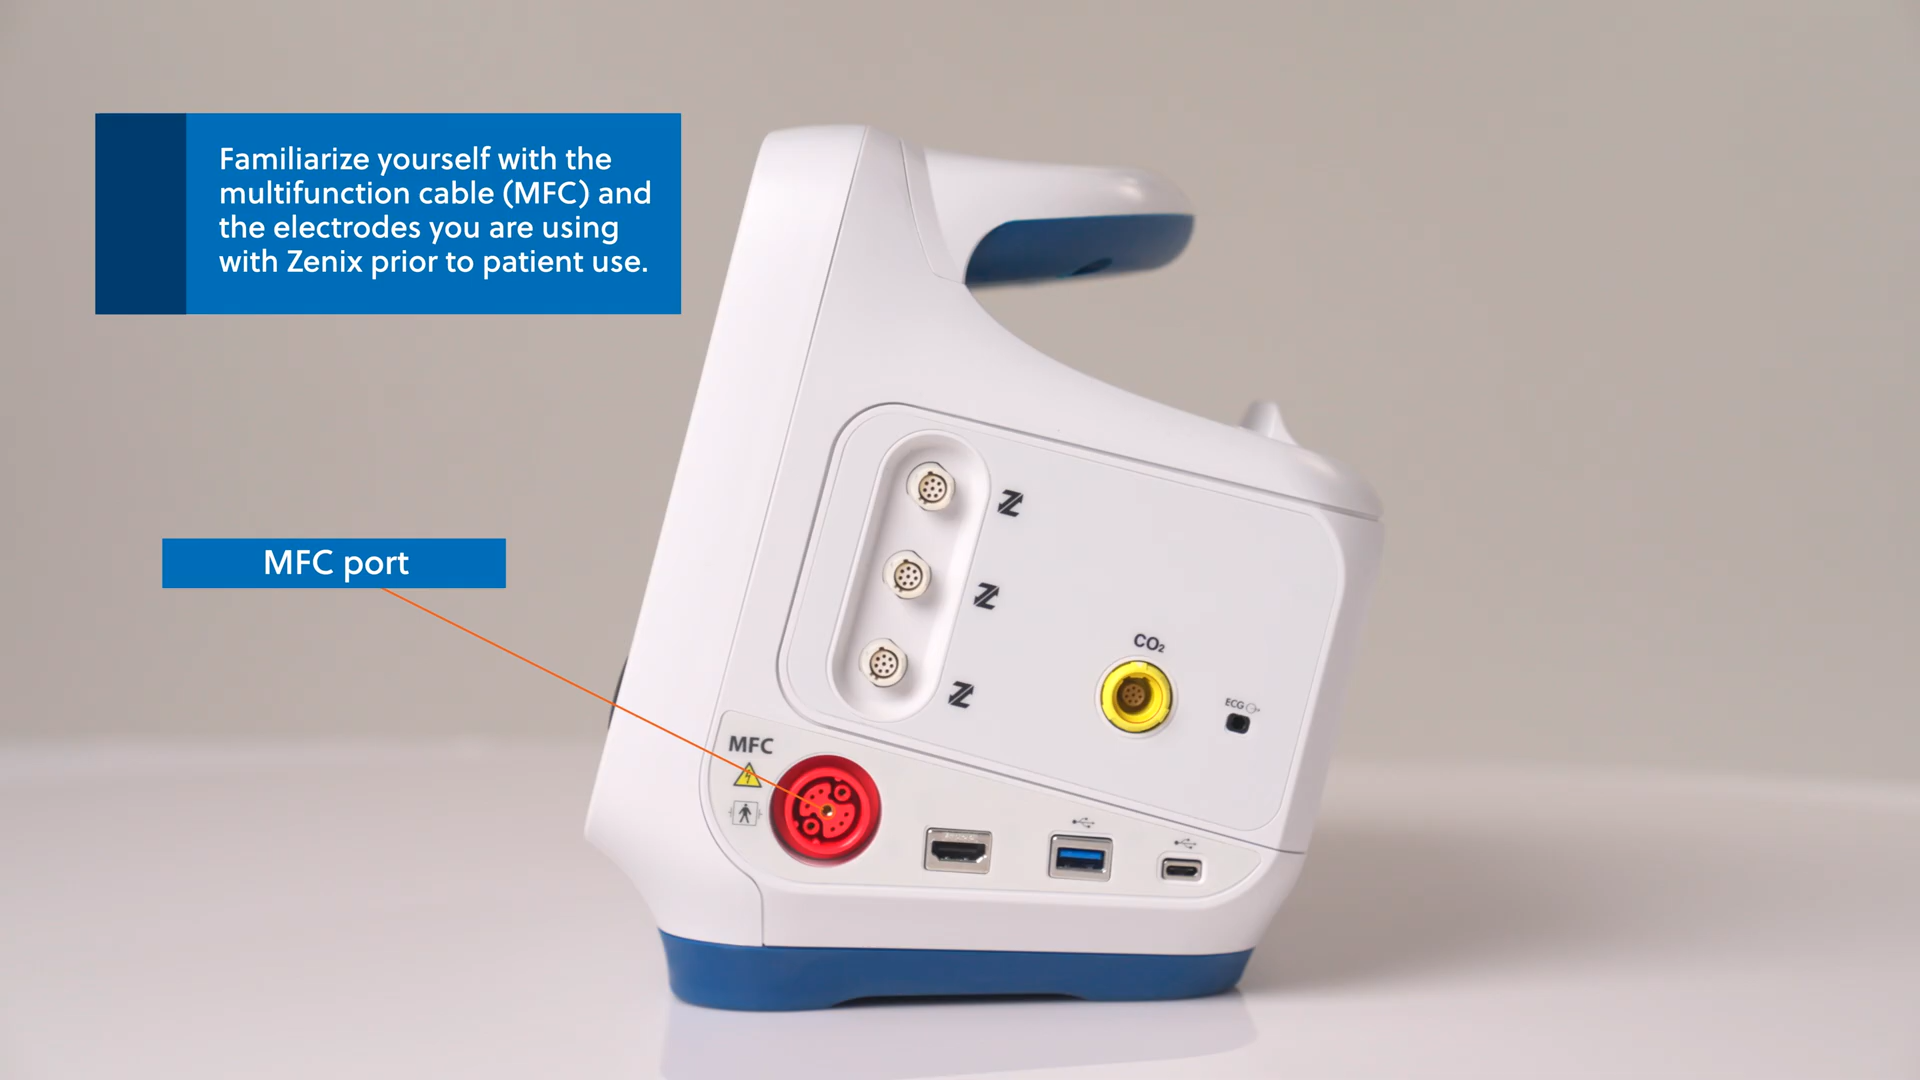 Familiarize yourself with the
multifunction cable (MFC) and
the electrodes you are using
with Zenix prior to patient use.
MFC port
CO₂
ECG
MFC